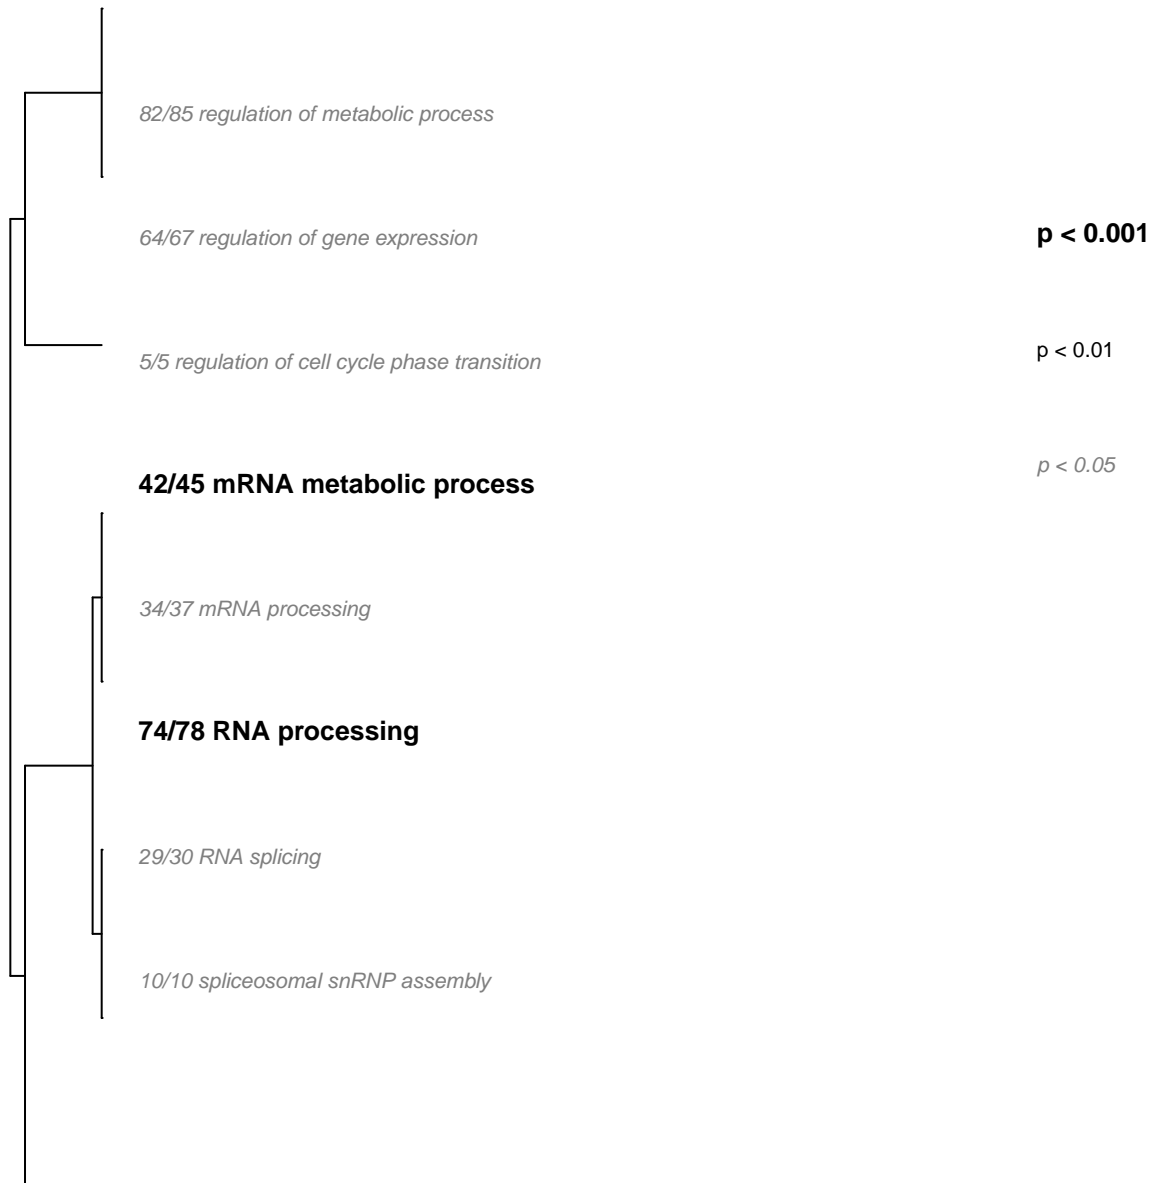 82/85 regulation of metabolic process
64/67 regulation of gene expression
p < 0.001
5/5 regulation of cell cycle phase transition
p < 0.01
42/45 mRNA metabolic process
p < 0.05
34/37 mRNA processing
74/78 RNA processing
29/30 RNA splicing
10/10 spliceosomal snRNP assembly